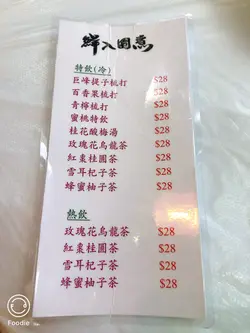 鮮入圍煮
特飲(冷)
巨峰提子梳打 $28
百香果梳打 $28
青檸梳打 $28
蜜桃特飲 $28
桂花酸梅湯 $28
玫瑰花烏龍茶 $28
紅棗桂圓茶 $28
雪耳杞子茶 $28
蜂蜜柚子茶 $28
熱飲
玫瑰花烏龍茶 $28
紅棗桂圓茶 $28
雪耳杞子茶 $28
蜂蜜柚子茶 $28
Foodie